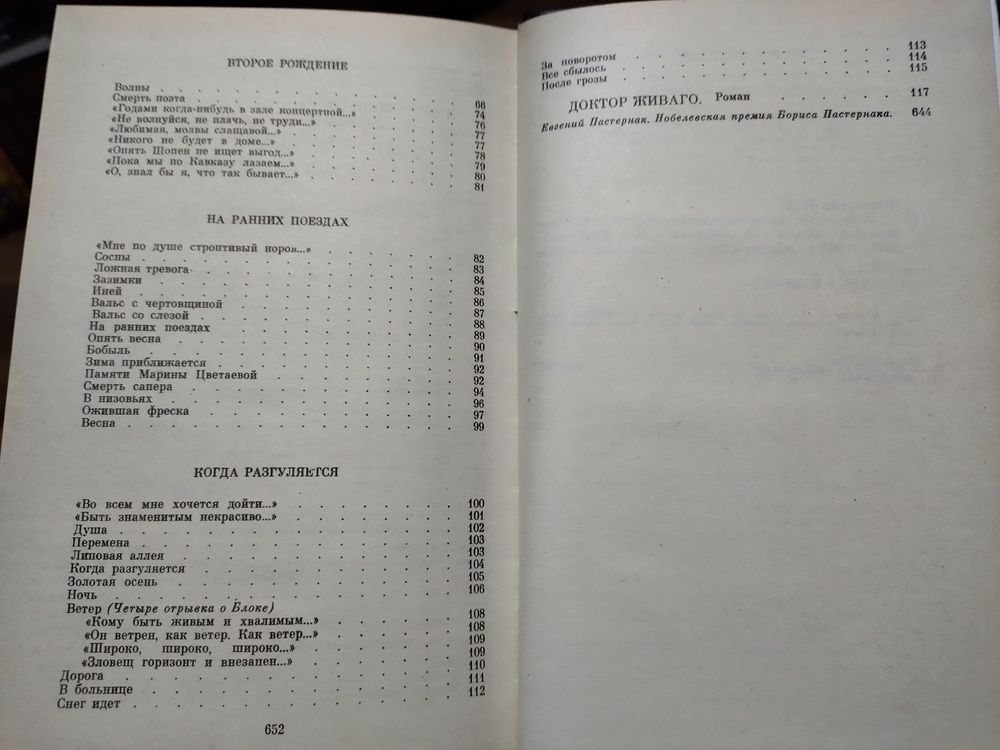 ВТОРОЕ РОЖДЕНИЕ
Волны . . . . . 66
Смерть поэта . . . . . 74
«Годами когда-нибудь в зале концертной...» . . . . . 76
«Не волнуйся, не плачь, не труди...» . . . . . 77
«Любимая, молвы слащавой...» . . . . . 77
«Никого не будет в доме...» . . . . . 78
«Опять Шопен не ищет выгод...» . . . . . 79
«Пока мы по Кавказу лазаем...» . . . . . 80
«О, знал бы я, что так бывает...» . . . . . 81
НА РАННИХ ПОЕЗДАХ
«Мне по душе строптивый норов...» . . . . . 82
Сосны . . . . . 83
Ложная тревога . . . . . 84
Зазимки . . . . . 85
Иней . . . . . 86
Вальс с чертовщиной . . . . . 87
Вальс со слезой . . . . . 88
На ранних поездах . . . . . 89
Опять весна . . . . . 90
Бобыль . . . . . 91
Зима приближается . . . . . 92
Памяти Марины Цветаевой . . . . . 92
Смерть сапера . . . . . 94
В низовьях . . . . . 96
Ожившая фреска . . . . . 97
Весна . . . . . 99
КОГДА РАЗГУЛЯЕТСЯ
«Во всем мне хочется дойти...» . . . . . 100
«Быть знаменитым некрасиво...» . . . . . 101
Душа . . . . . 102
Перемена . . . . . 103
Липовая аллея . . . . . 103
Когда разгуляется . . . . . 104
Золотая осень . . . . . 105
Ночь . . . . . 106
Ветер (Четыре отрывка о Блоке)
«Кому быть живым и хвалимым...» . . . . . 108
«Он ветрен, как ветер. Как ветер...» . . . . . 108
«Широко, широко, широко...» . . . . . 109
«Зловещ горизонт и внезапен...» . . . . . 109
Дорога . . . . . 110
В больнице . . . . . 111
Снег идет . . . . . 112
652
За поворотом . . . . . 113
Все сбылось . . . . . 114
После грозы . . . . . 115
ДОКТОР ЖИВАГО. Роман . . . . . 117
Евгений Пастернак. Нобелевская премия Бориса Пастернака. 644